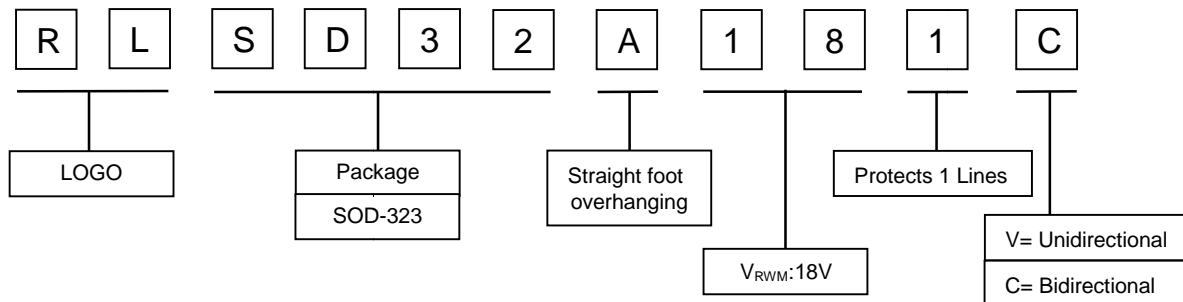 R L S D 3 2 A 1 8 1 C
LOGO
Package
SOD-323
Straight foot
overhanging
VRWM:18V
Protects 1 Lines
V= Unidirectional
C= Bidirectional